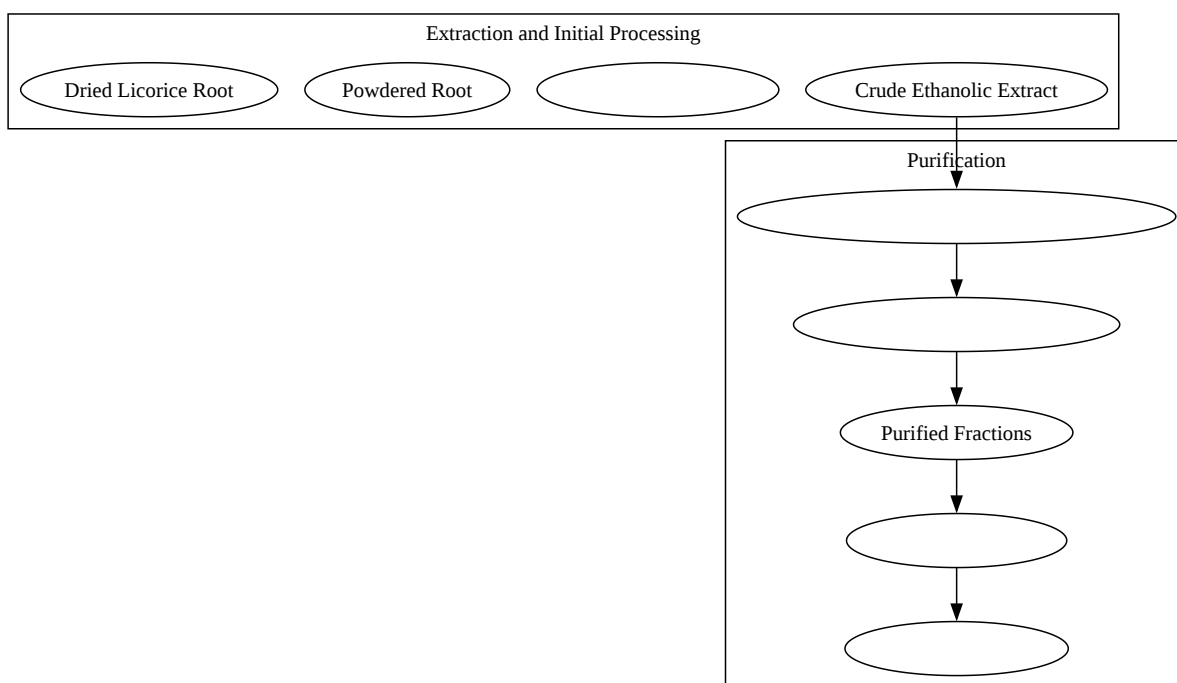 Extraction and Initial Processing
Dried Licorice Root
Powdered Root
Crude Ethanolic Extract
Purification
Purified Fractions